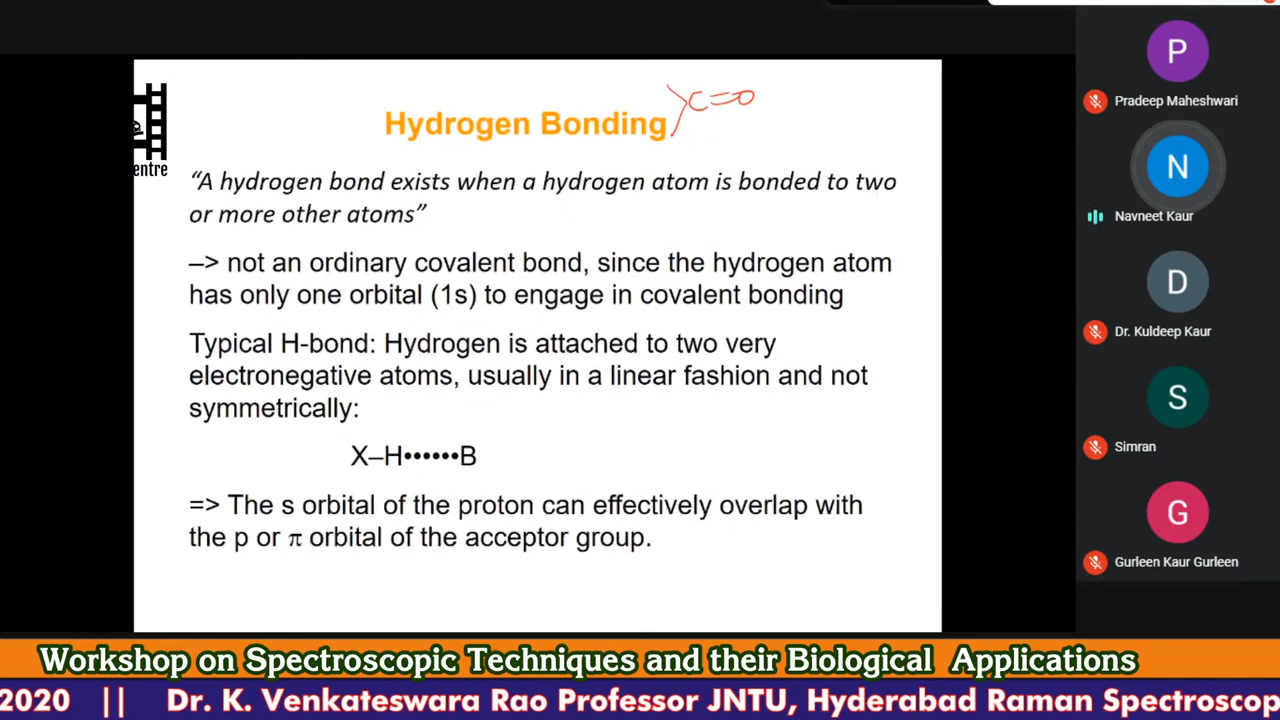 Hydrogen Bonding
C=O
“A hydrogen bond exists when a hydrogen atom is bonded to two
or more other atoms”
–> not an ordinary covalent bond, since the hydrogen atom
has only one orbital (1s) to engage in covalent bonding
Typical H-bond: Hydrogen is attached to two very
electronegative atoms, usually in a linear fashion and not
symmetrically:
X–H••••••B
=> The s orbital of the proton can effectively overlap with
the p or π orbital of the acceptor group.
entre
P
Pradeep Maheshwari
N
Navneet Kaur
D
Dr. Kuldeep Kaur
S
Simran
G
Gurleen Kaur Gurleen
Workshop on Spectroscopic Techniques and their Biological Applications
2020 || Dr. K. Venkateswara Rao Professor JNTU, Hyderabad Raman Spectroscop